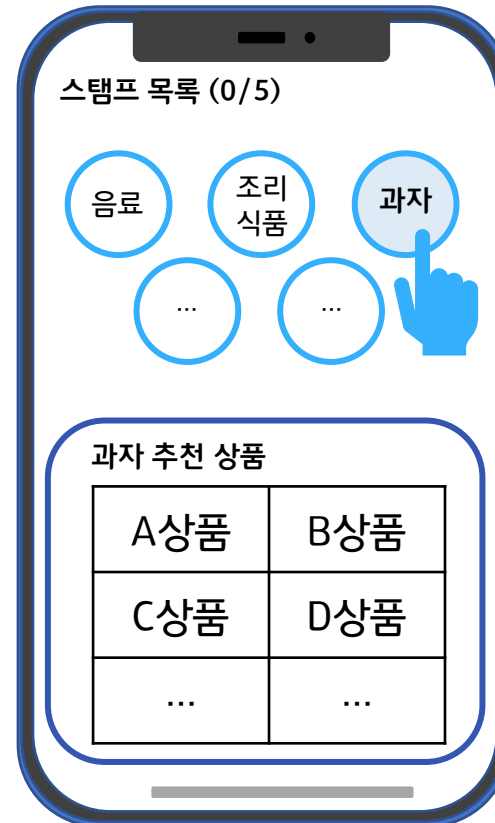 스탬프 목록 (0/5)
음료
조리
식품
과자
...
...
과자 추천 상품
A상품 B상품
C상품 D상품
... ...